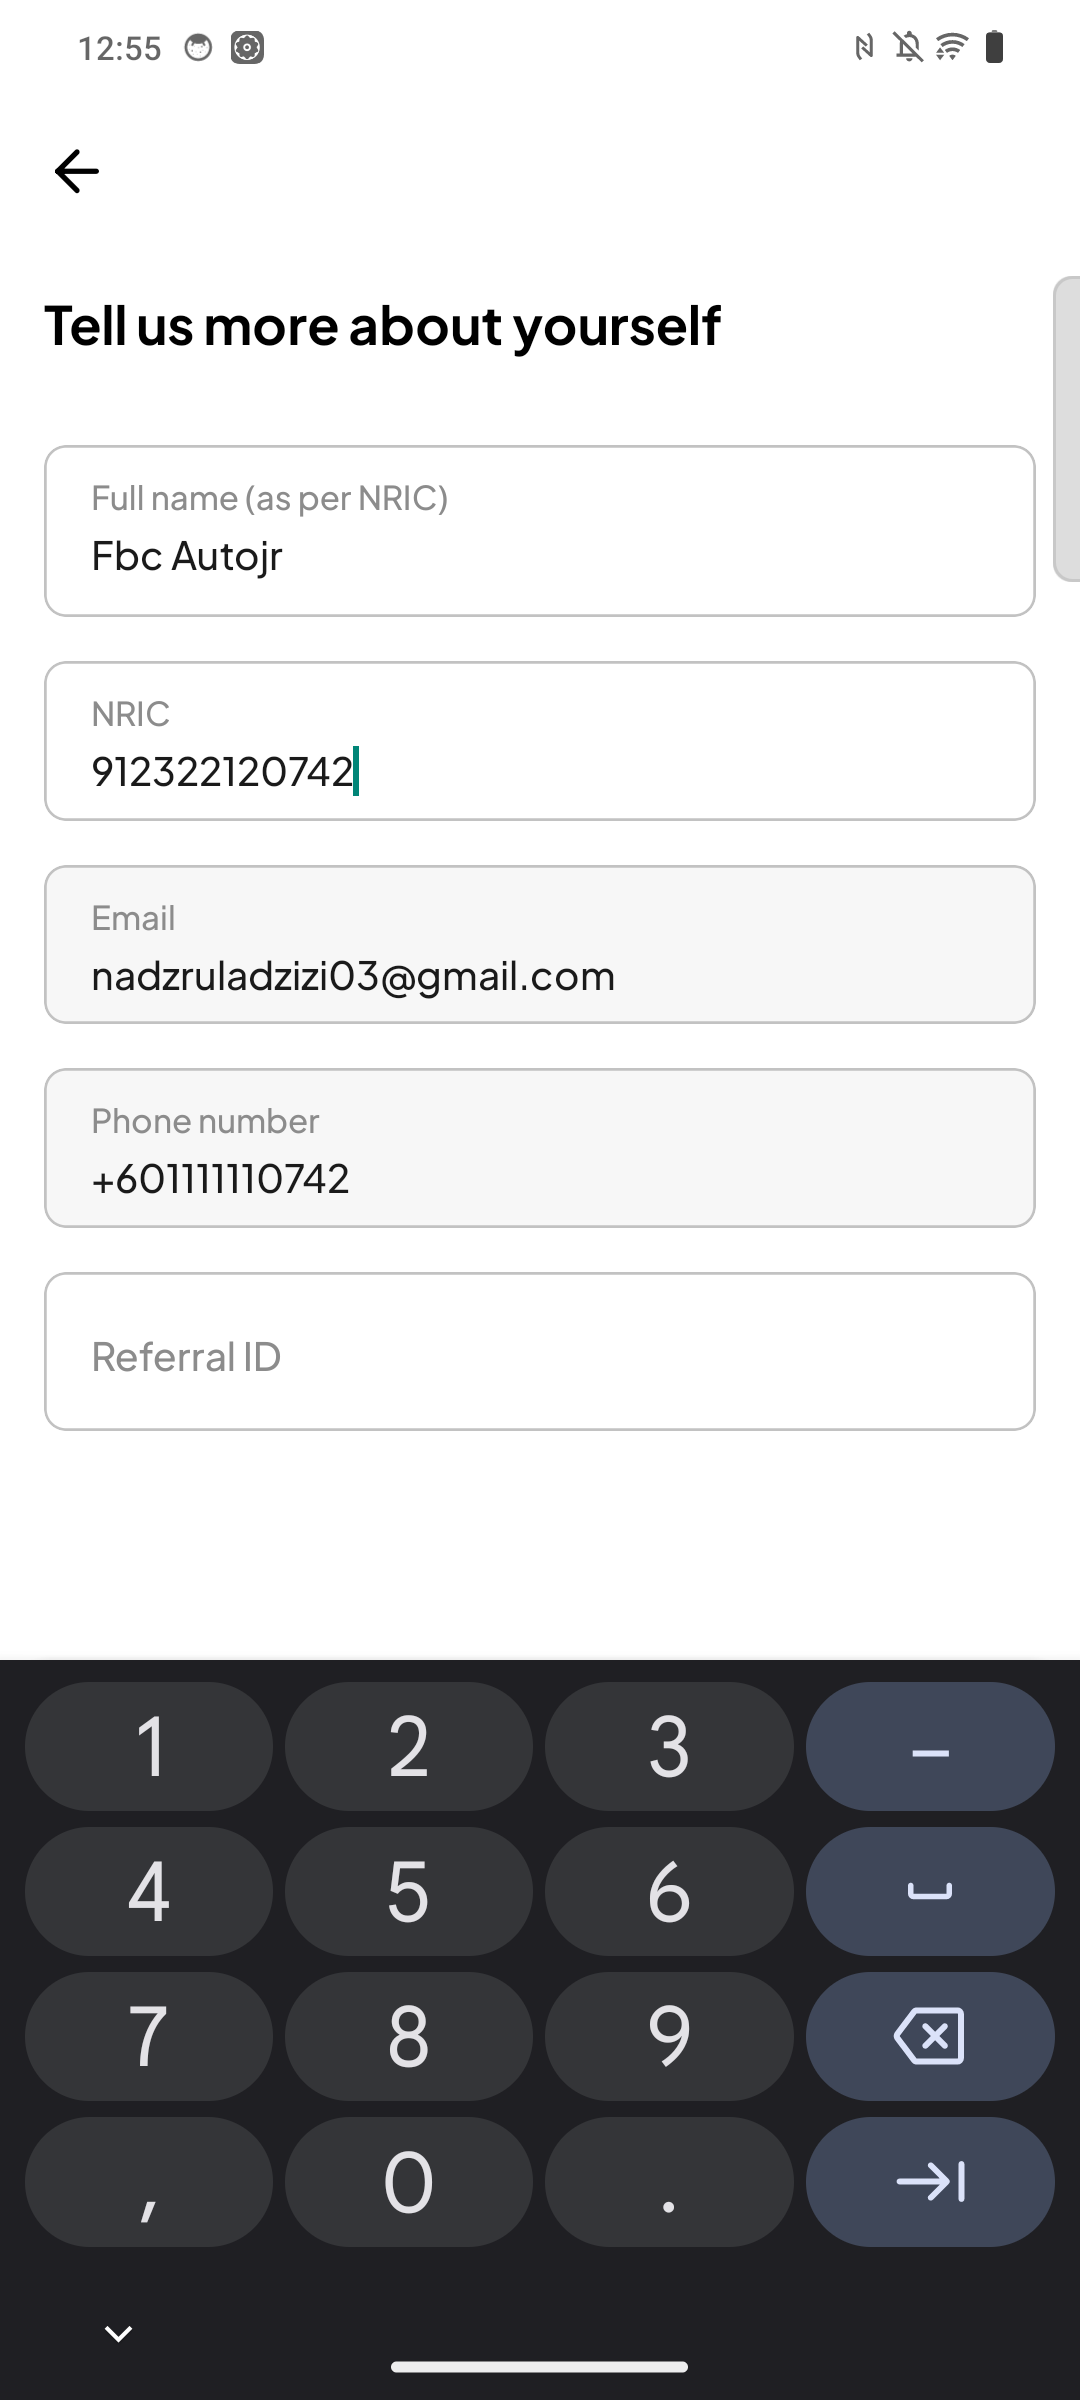 12:55
Tell us more about yourself
Full name (as per NRIC)
Fbc Autojr
NRIC
912322120742
Email
nadzruladzizi03@gmail.com
Phone number
+601111110742
Referral ID
1 2 3 –
4 5 6
7 8 9
, 0 .